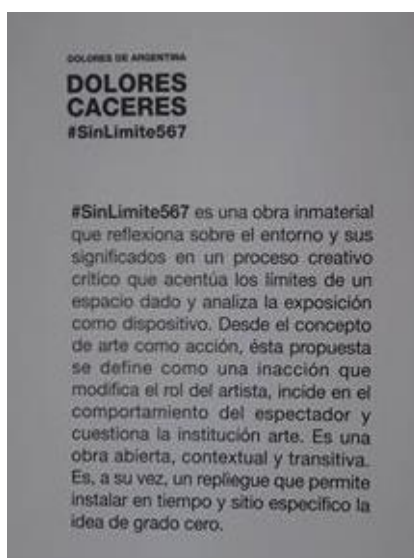 DOLORES DE ARGENTINA
DOLORES
CACERES
#SinLimite567
#SinLimite567 es una obra inmaterial
que reflexiona sobre el entorno y sus
significados en un proceso creativo
crítico que acentúa los límites de un
espacio dado y analiza la exposición
como dispositivo. Desde el concepto
de arte como acción, ésta propuesta
se define como una inacción que
modifica el rol del artista, incide en el
comportamiento del espectador y
cuestiona la institución arte. Es una
obra abierta, contextual y transitiva.
Es, a su vez, un repliegue que permite
instalar en tiempo y sitio específico la
idea de grado cero.